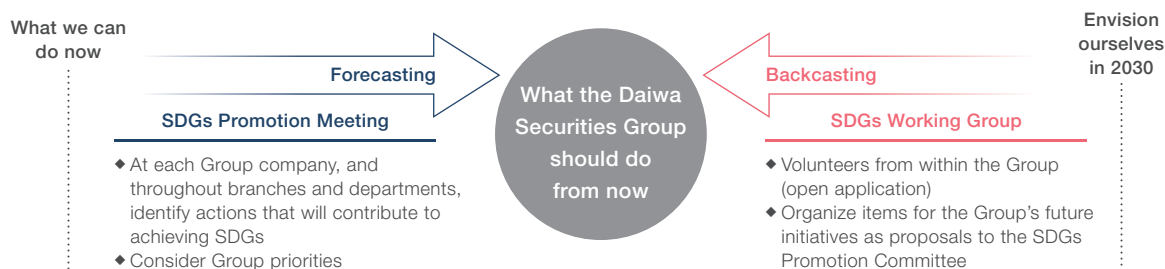 What we can
do now
Forecasting
SDGs Promotion Meeting
◆ At each Group company, and
throughout branches and departments,
identify actions that will contribute to
achieving SDGs
◆ Consider Group priorities
What the Daiwa
Securities Group
should do
from now
Backcasting
SDGs Working Group
◆ Volunteers from within the Group
(open application)
◆ Organize items for the Group's future
initiatives as proposals to the SDGs
Promotion Committee
Envision
ourselves
in 2030